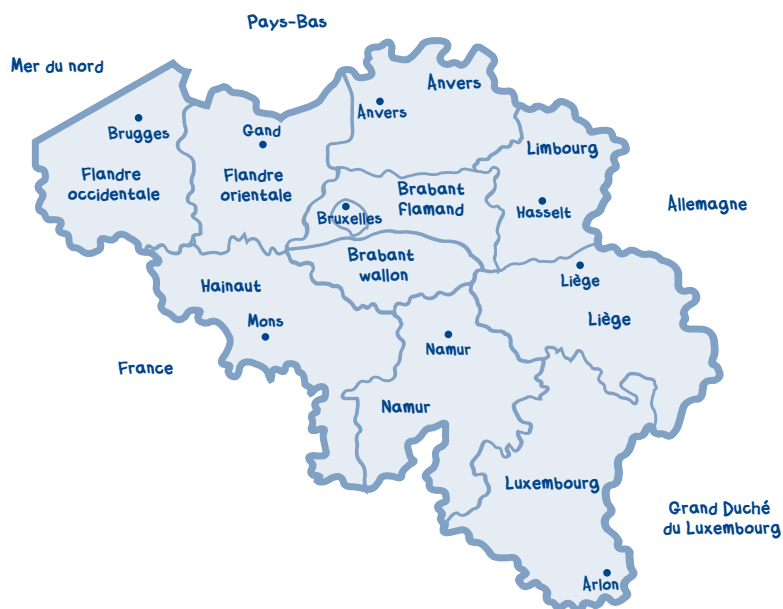 Pays-Bas
Mer du nord
Anvers
Anvers
Brugges
Gand
Limbourg
Flandre
occidentale
Flandre
orientale
Brabant
Flamand
Bruxelles
Hasselt
Allemagne
Brabant
wallon
Hainaut
Liège
Liège
Mons
Namur
France
Namur
Luxembourg
Grand Duché
du Luxembourg
Arlon